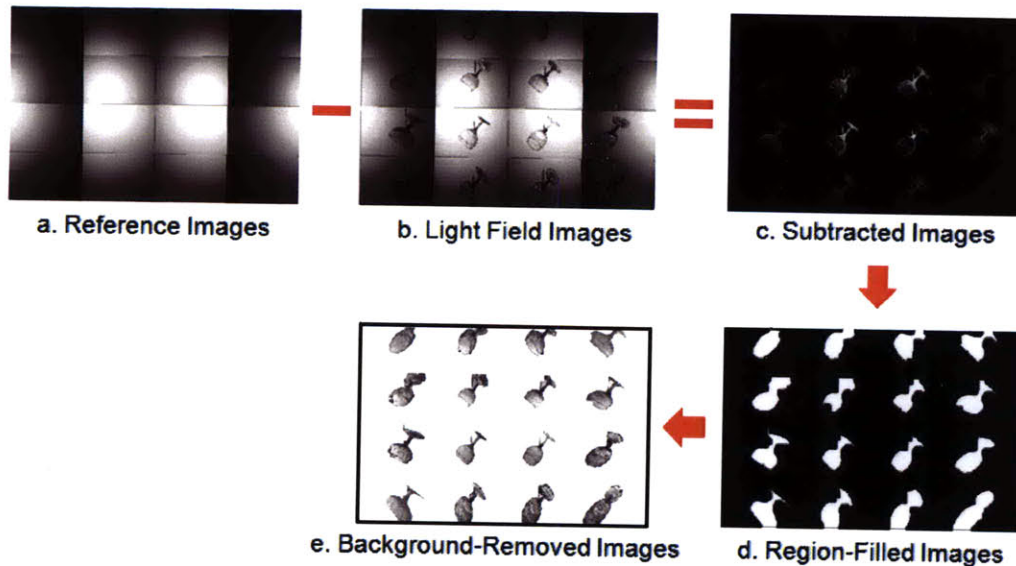 a. Reference Images
b. Light Field Images
c. Subtracted Images
e. Background-Removed Images
d. Region-Filled Images